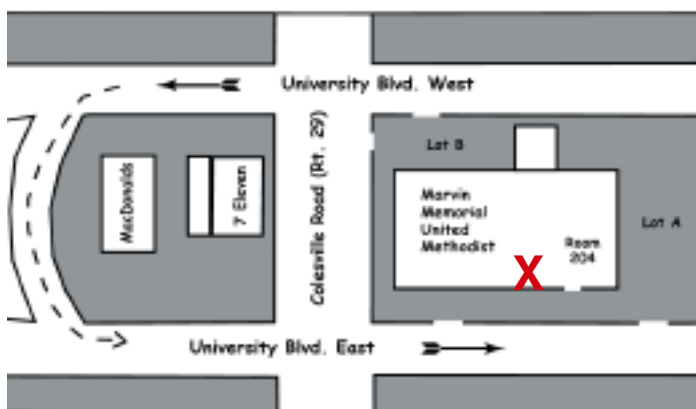 University Blvd. West
MacDonalds
7 Eleven
Colesville Road (Rt. 29)
Lot B
Marvin
Memorial
United
Methodist
Room
204
X
Lot A
University Blvd. East